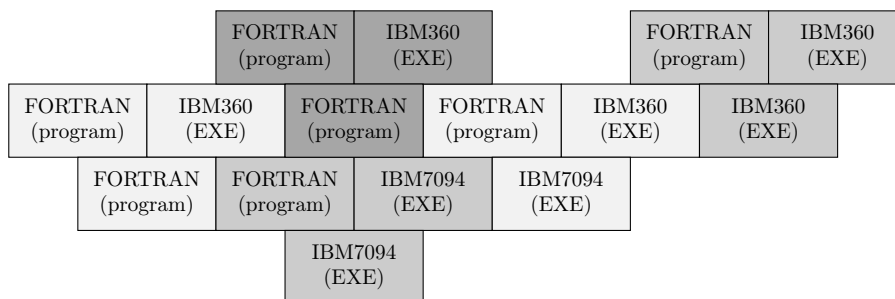 FORTRAN IBM360 FORTRAN IBM360
(program) (EXE) (program) (EXE)
FORTRAN IBM360 FORTRAN FORTRAN IBM360 IBM360
(program) (EXE) (program) (program) (EXE) (EXE)
FORTRAN FORTRAN IBM7094 IBM7094
(program) (program) (EXE) (EXE)
IBM7094
(EXE)